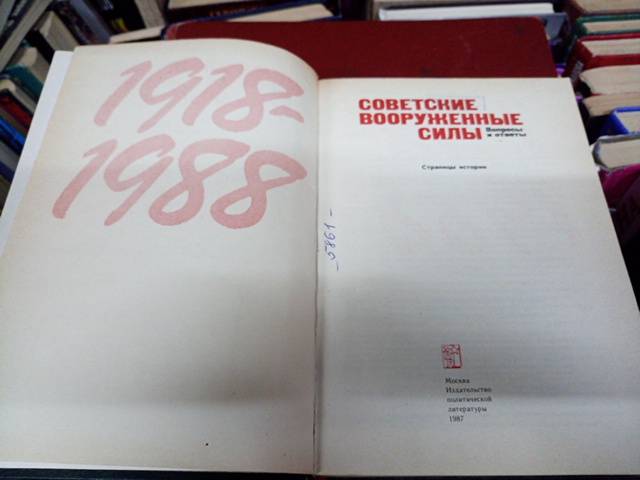 1918-
1988
СОВЕТСКИЕ
ВООРУЖЕННЫЕ
СИЛЫ
Вопросы
и ответы
Страницы истории
Москва
Издательство
политической
литературы
1987